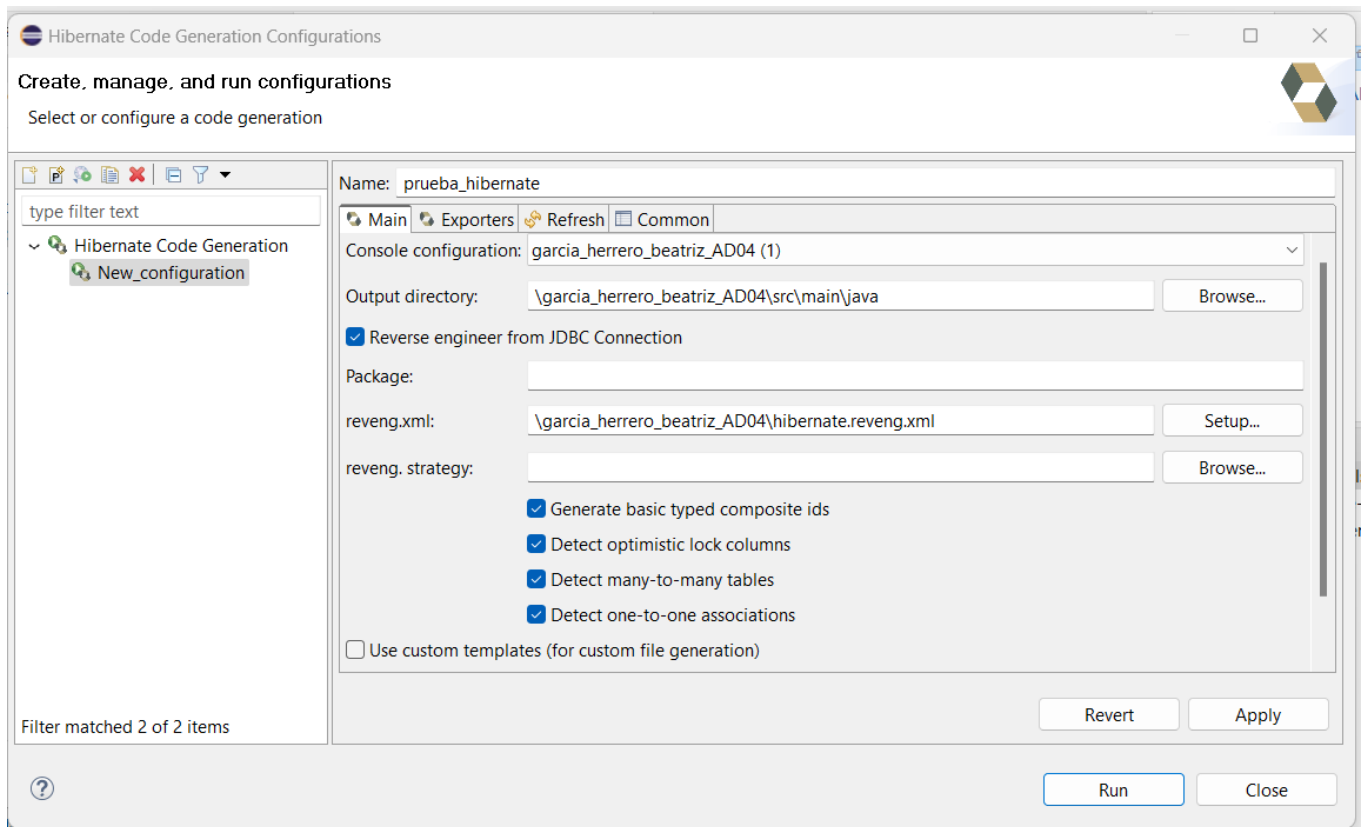 Hibernate Code Generation Configurations
Create, manage, and run configurations
Select or configure a code generation
type filter text
Hibernate Code Generation
New_configuration
Filter matched 2 of 2 items
Name: prueba_hibernate
Main Exporters Refresh Common
Console configuration: garcia_herrero_beatriz_AD04 (1)
Output directory: \garcia_herrero_beatriz_AD04\src\main\java Browse...
Reverse engineer from JDBC Connection
Package:
reveng.xml: \garcia_herrero_beatriz_AD04\hibernate.reveng.xml Setup...
reveng. strategy: Browse...
Generate basic typed composite ids
Detect optimistic lock columns
Detect many-to-many tables
Detect one-to-one associations
Use custom templates (for custom file generation)
Revert Apply
Run Close